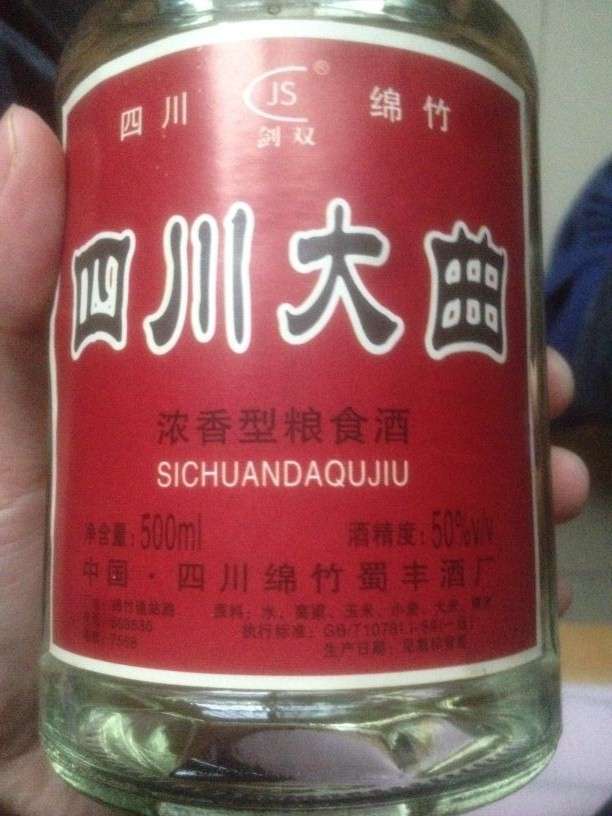 四川 JS® 绵竹
剑双
四川大曲
浓香型粮食酒
SICHUANDAQUJIU
净含量:500ml 酒精度:50%v/v
中国·四川绵竹蜀丰酒厂
原料:水、高粱、玉米、小麦、大米、糯米
执行标准:
生产日期:见瓶标背面